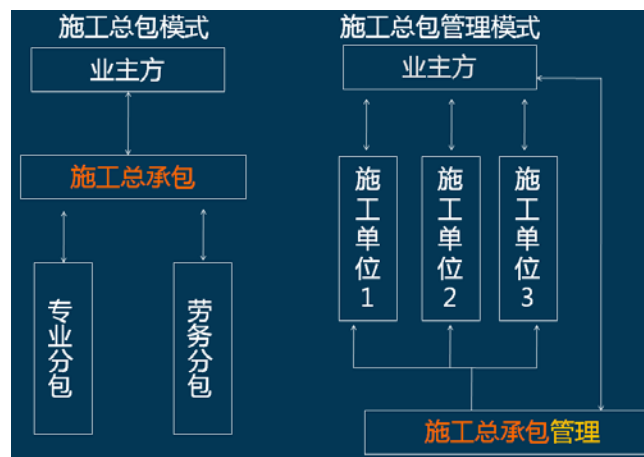 施工总包模式
业主方
施工总承包
专业分包
劳务分包
施工总包管理模式
业主方
施工单位1
施工单位2
施工单位3
施工总承包管理